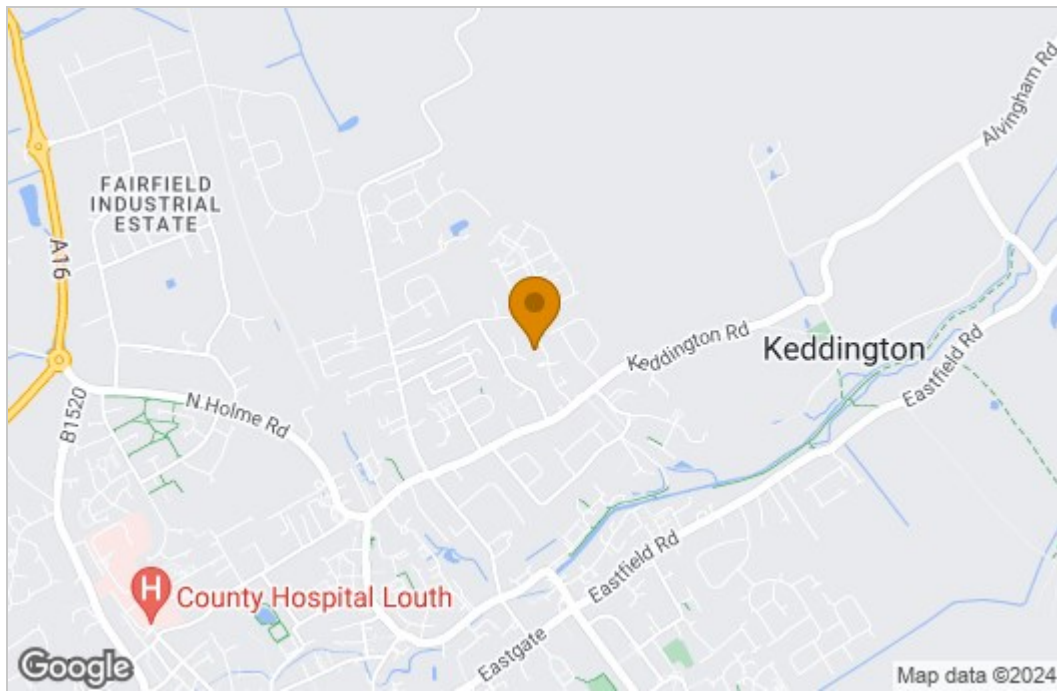 Alvingham Rd
FAIRFIELD
INDUSTRIAL
ESTATE
A16
Keddington Rd
Keddington
Eastfield Rd
B1520
N Holme Rd
H
County Hospital Louth
Eastfield Rd
Eastgate
Google
Map data ©2024